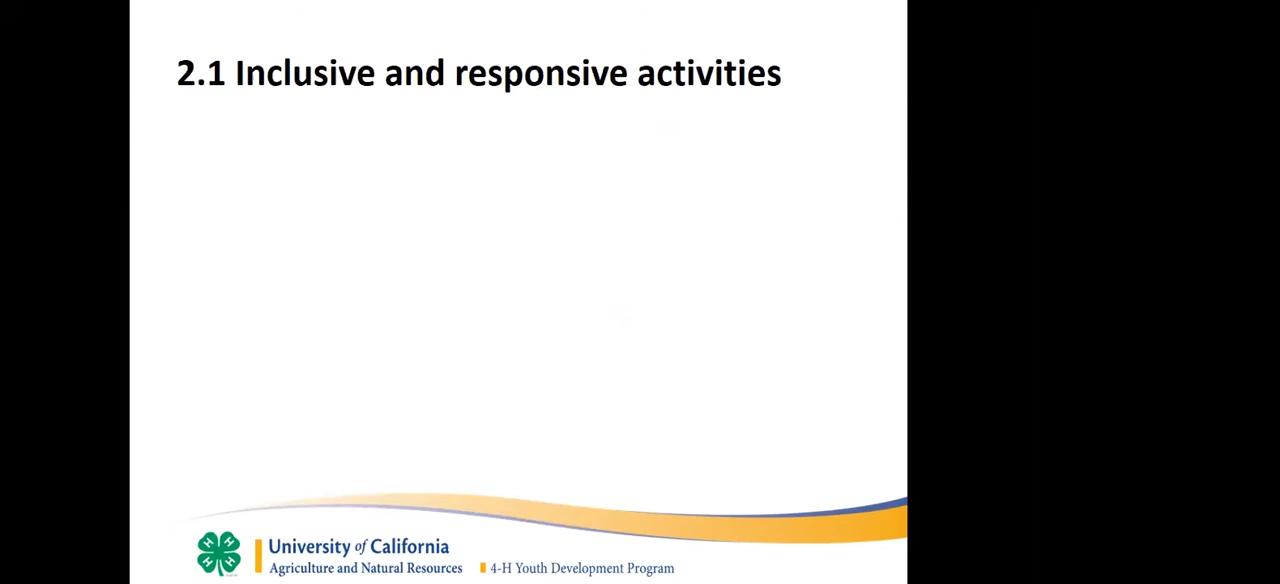 2.1 Inclusive and responsive activities
H H
H H
University of California
Agriculture and Natural Resources
4-H Youth Development Program